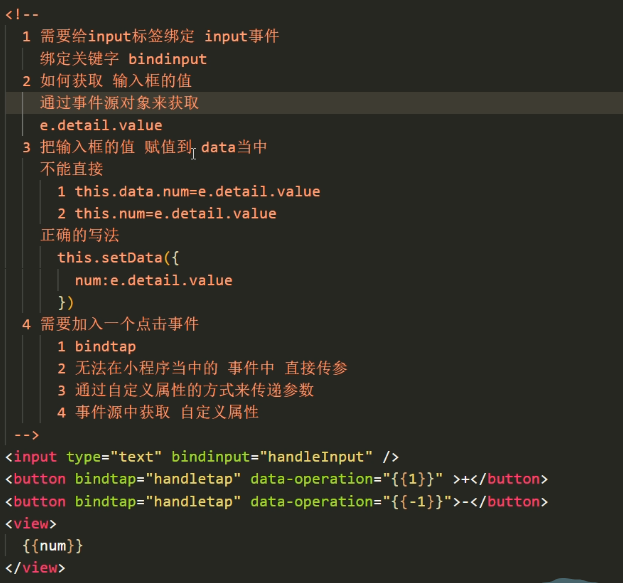 <!--
1 需要给input标签绑定 input事件
绑定关键字 bindinput
2 如何获取 输入框的值
通过事件源对象来获取
e.detail.value
3 把输入框的值 赋值到 data当中
不能直接
1 this.data.num=e.detail.value
2 this.num=e.detail.value
正确的写法
this.setData({
num:e.detail.value
})
4 需要加入一个点击事件
1 bindtap
2 无法在小程序当中的 事件中 直接传参
3 通过自定义属性的方式来传递参数
4 事件源中获取 自定义属性
-->
<input type="text" bindinput="handleInput" />
<button bindtap="handletap" data-operation="{{1}}" >+</button>
<button bindtap="handletap" data-operation="{{-1}}">-</button>
<view>
{{num}}
</view>